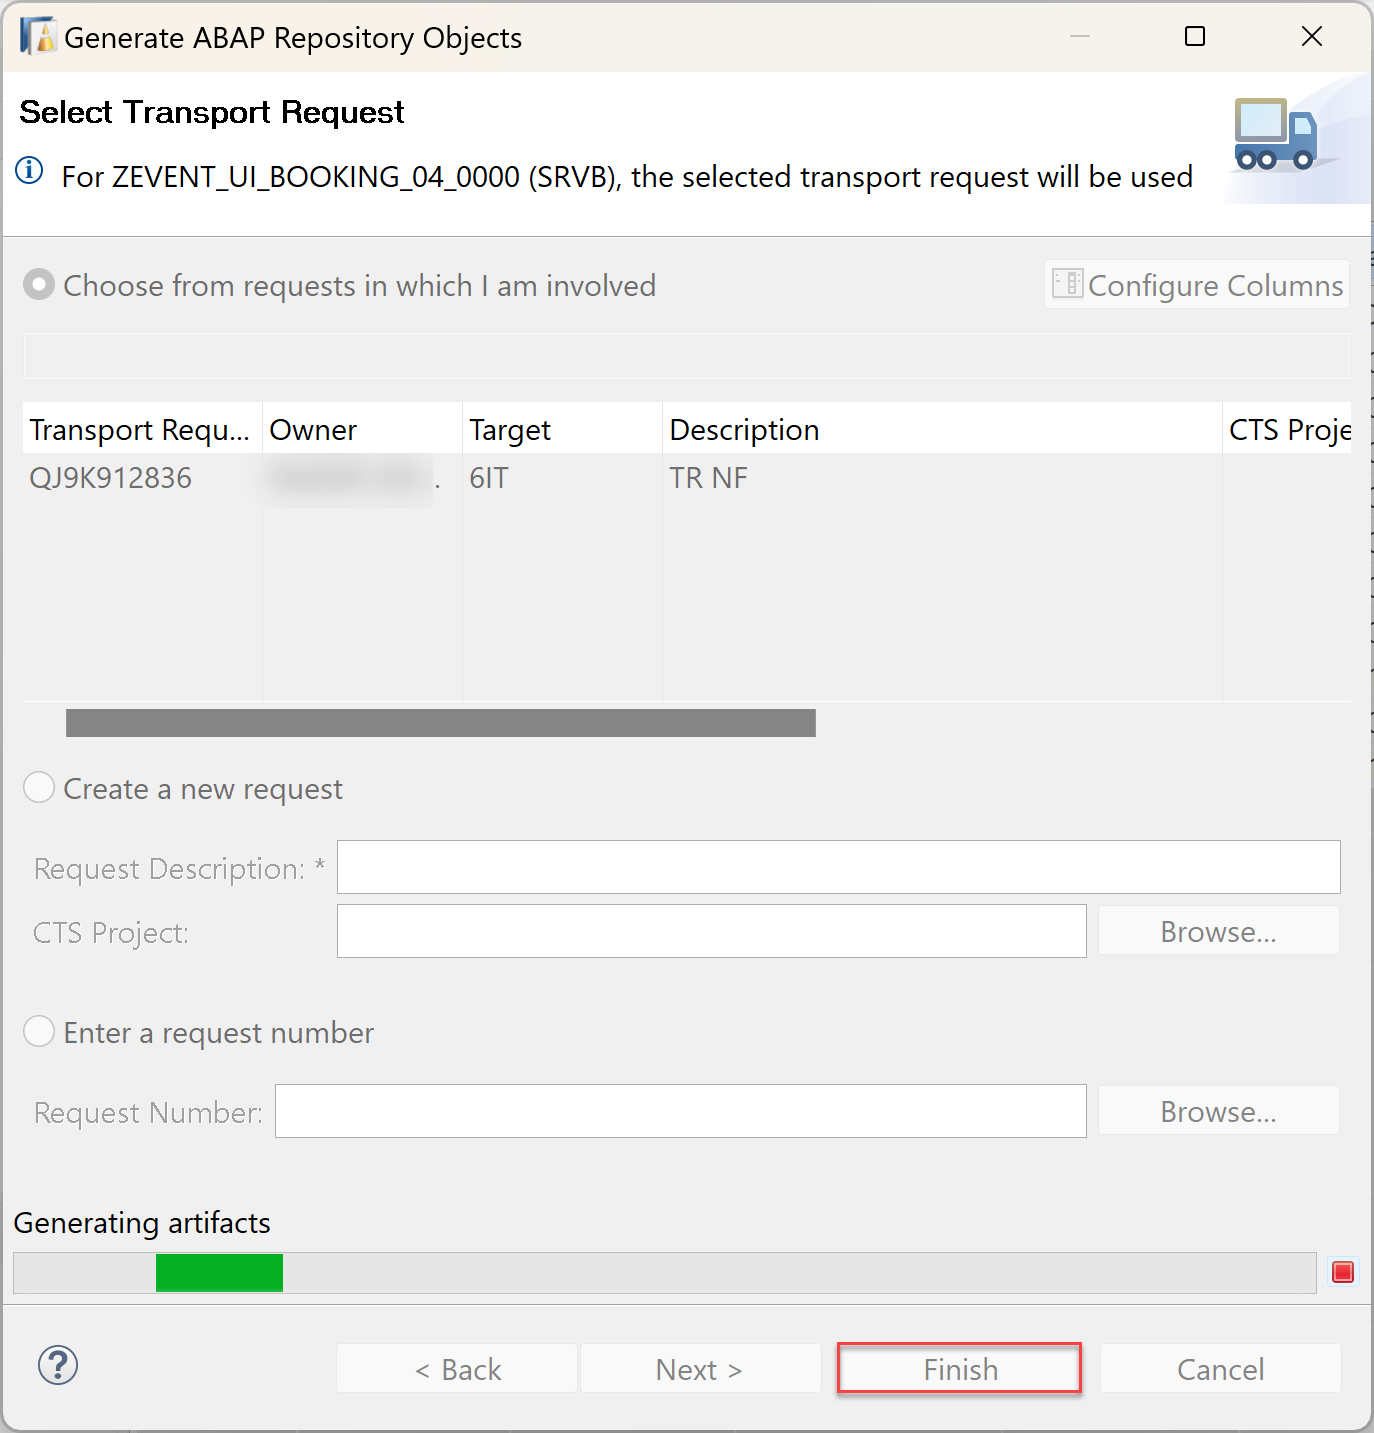 Generate ABAP Repository Objects
Select Transport Request
For ZEVENT_UI_BOOKING_04_0000 (SRVB), the selected transport request will be used
Choose from requests in which I am involved
Configure Columns
Transport Requ... Owner Target Description CTS Proje
QJ9K912836 . 6IT TR NF
Create a new request
Request Description: *
CTS Project:
Browse...
Enter a request number
Request Number:
Browse...
Generating artifacts
? < Back Next > Finish Cancel